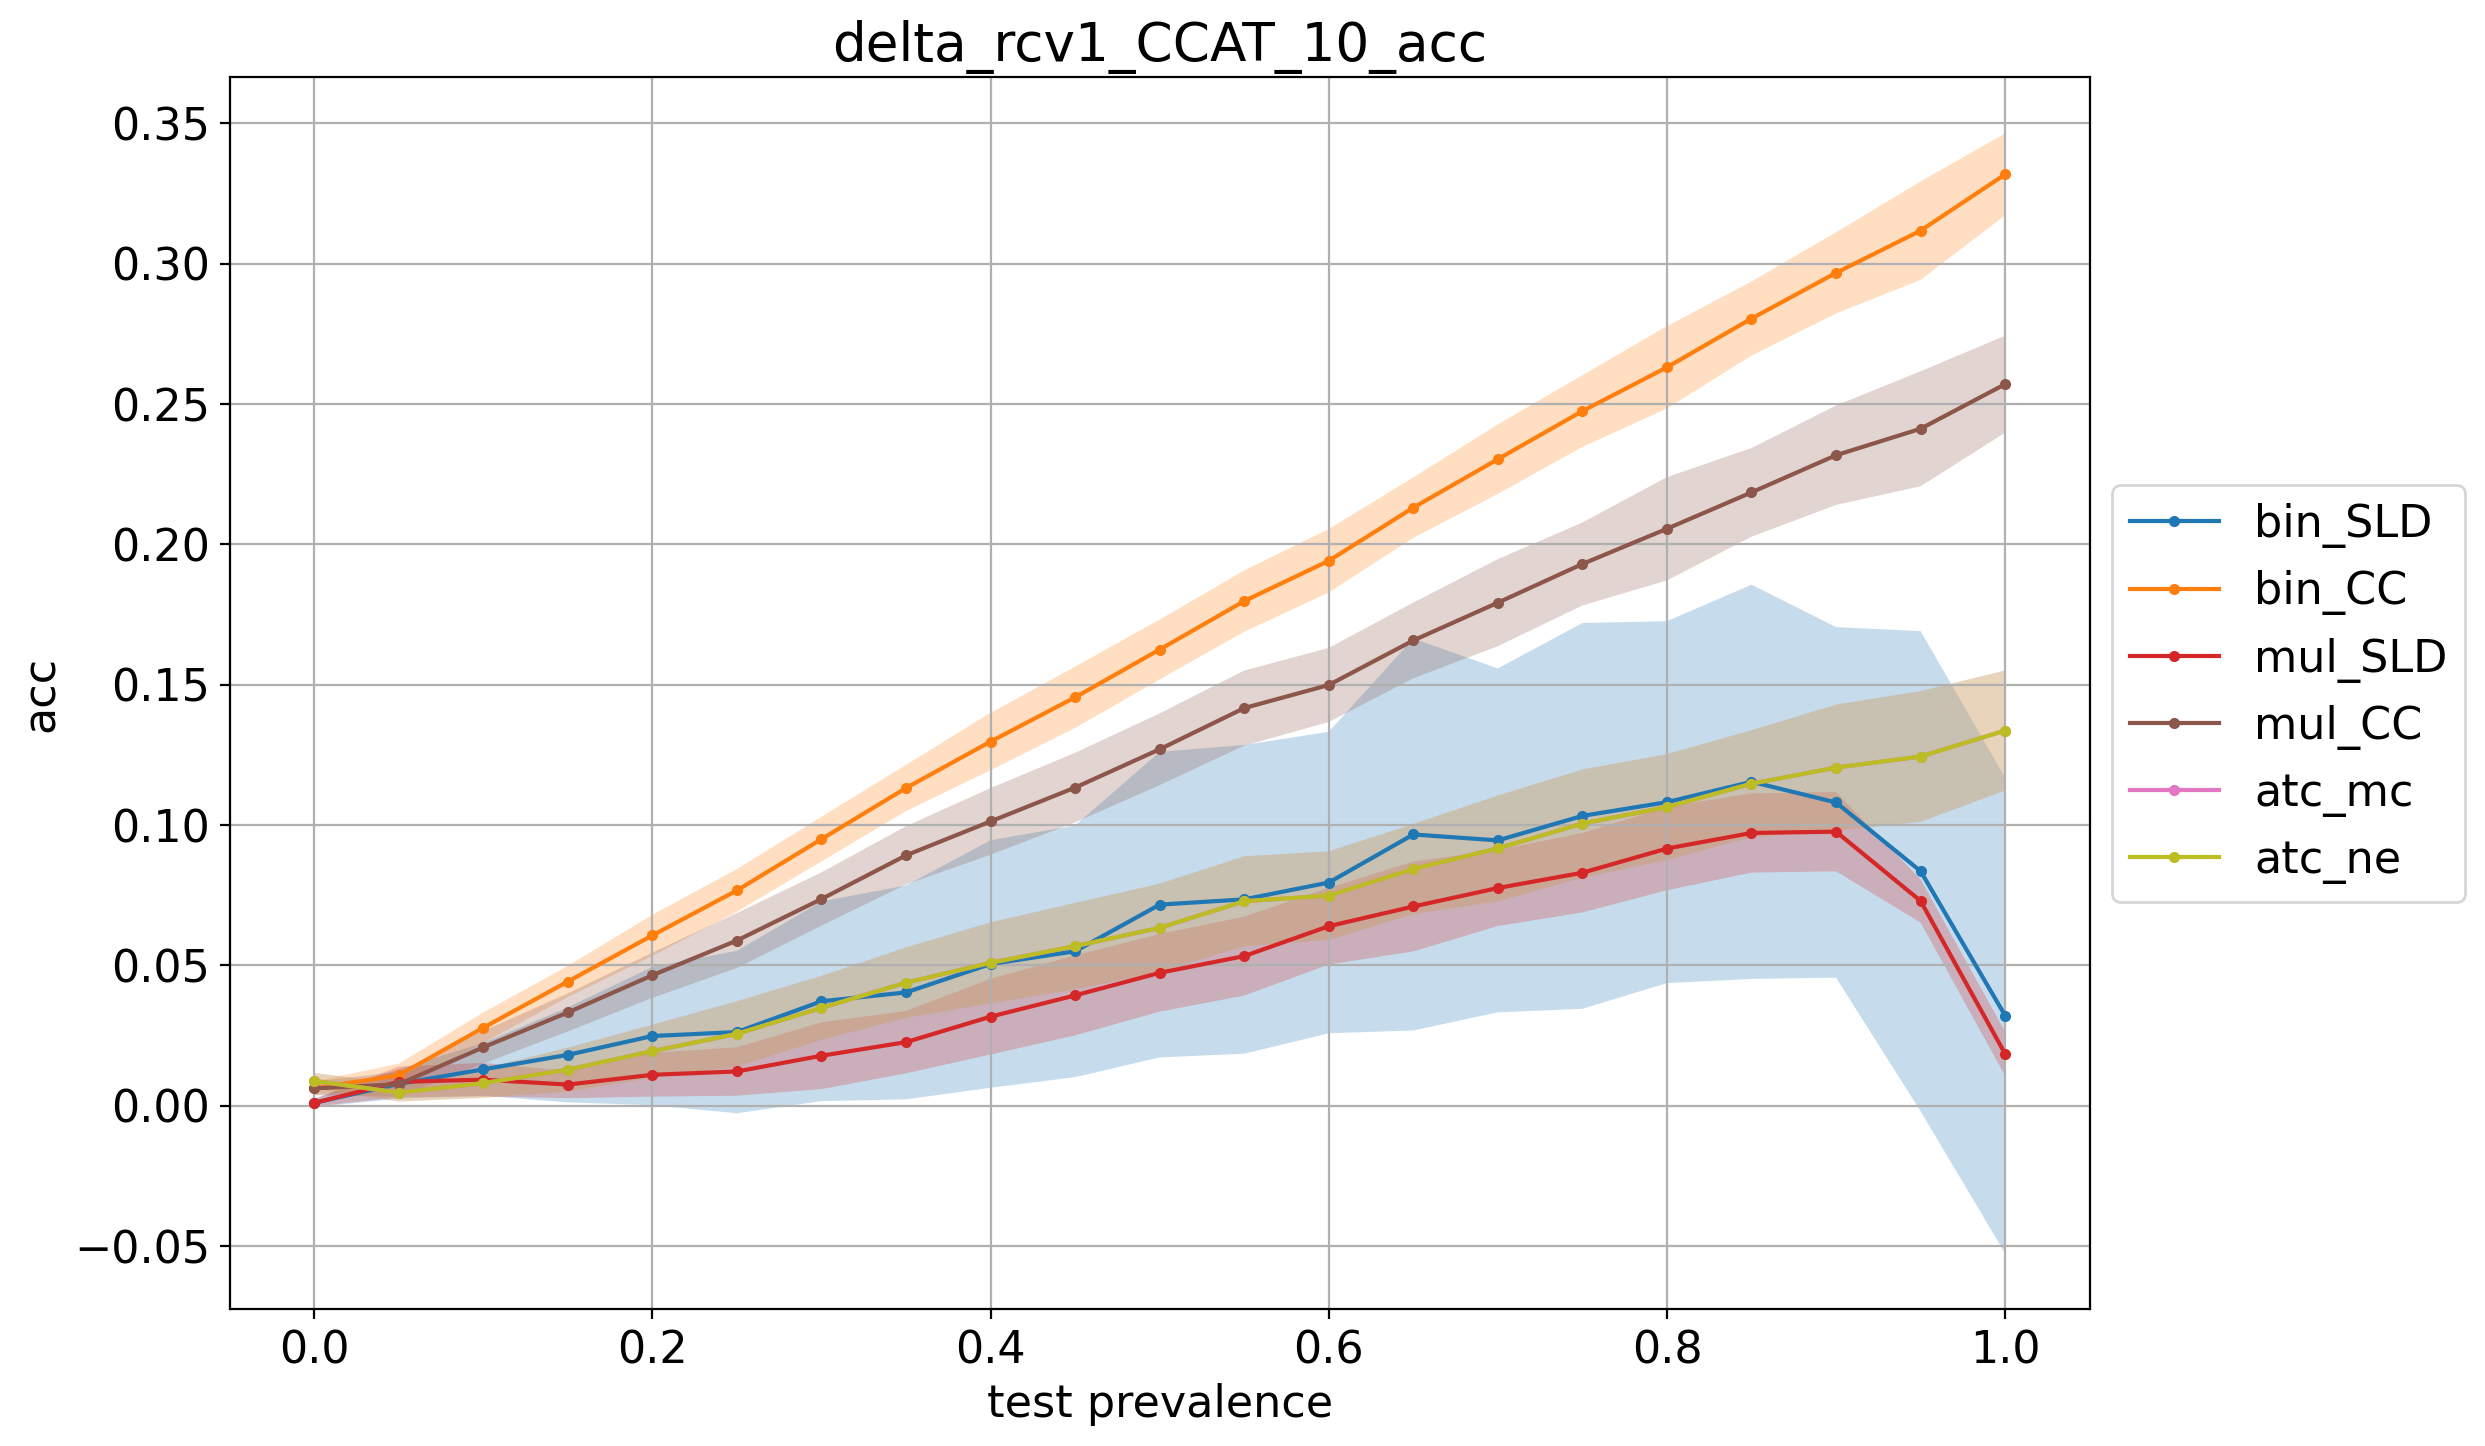 delta_rcv1_CCAT_10_acc
0.35
0.30
0.25
0.20
0.15
0.10
0.05
0.00
−0.05
acc
0.0 0.2 0.4 0.6 0.8 1.0
test prevalence
bin_SLD
bin_CC
mul_SLD
mul_CC
atc_mc
atc_ne